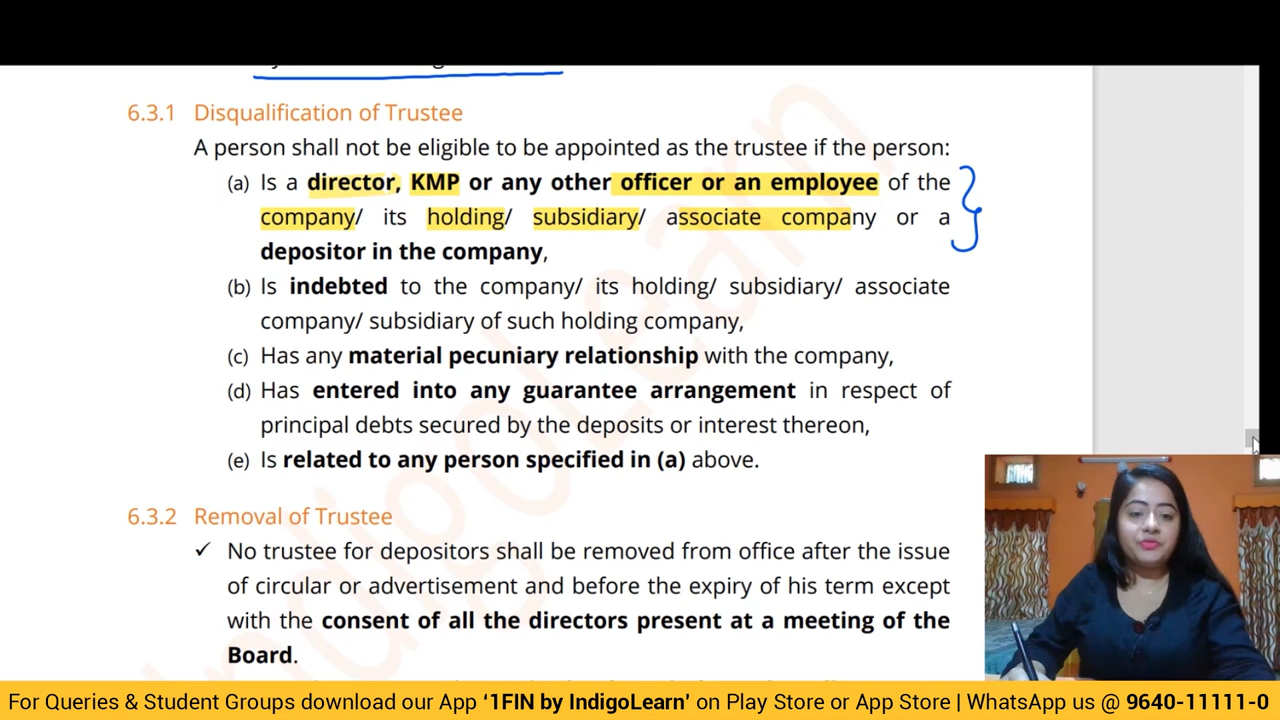 6.3.1 Disqualification of Trustee
A person shall not be eligible to be appointed as the trustee if the person:
(a) Is a director, KMP or any other officer or an employee of the
company/ its holding/ subsidiary/ associate company or a
depositor in the company,
(b) Is indebted to the company/ its holding/ subsidiary/ associate
company/ subsidiary of such holding company,
(c) Has any material pecuniary relationship with the company,
(d) Has entered into any guarantee arrangement in respect of
principal debts secured by the deposits or interest thereon,
(e) Is related to any person specified in (a) above.
6.3.2 Removal of Trustee
✓ No trustee for depositors shall be removed from office after the issue
of circular or advertisement and before the expiry of his term except
with the consent of all the directors present at a meeting of the
Board.
IndigoLearn
For Queries & Student Groups download our App ‘1FIN by IndigoLearn’ on Play Store or App Store | WhatsApp us @ 9640-11111-0